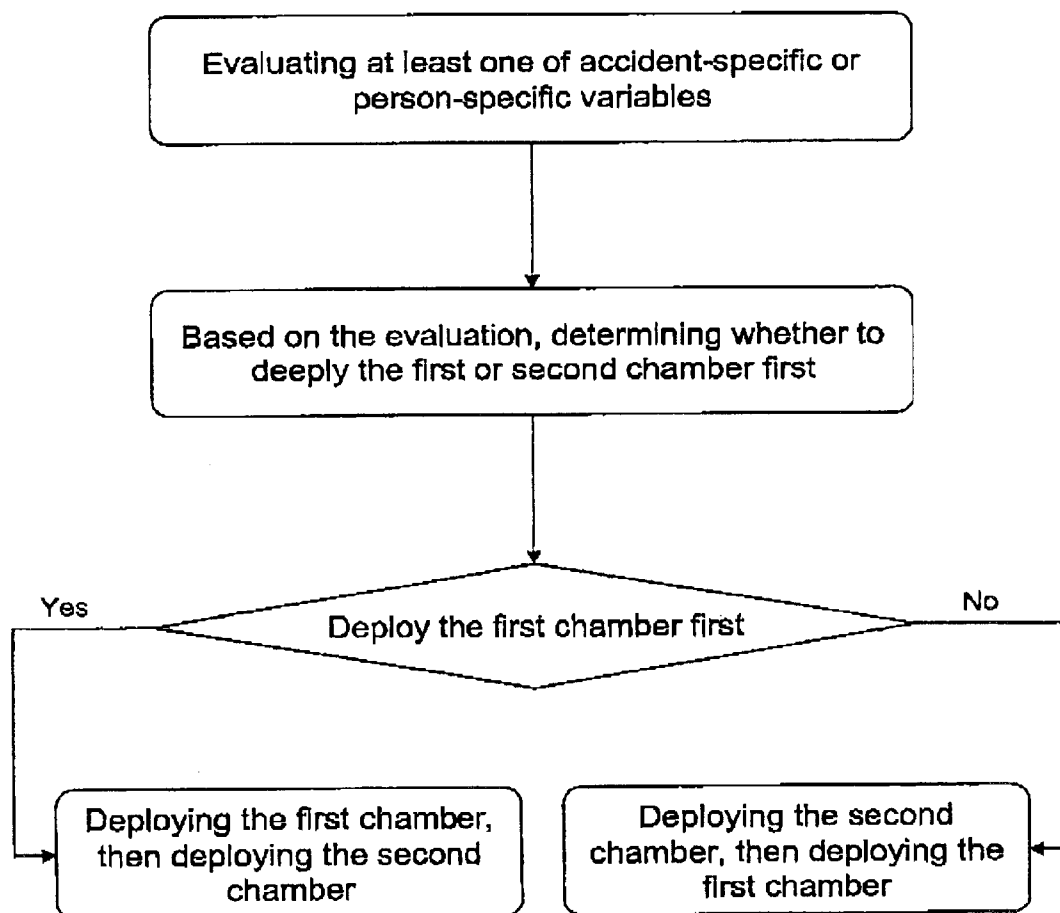 Evaluating at least one of accident-specific or
person-specific variables
Based on the evaluation, determining whether to
deeply the first or second chamber first
Yes
No
Deploy the first chamber first
Deploying the first chamber,
then deploying the second
chamber
Deploying the second
chamber, then deploying the
first chamber